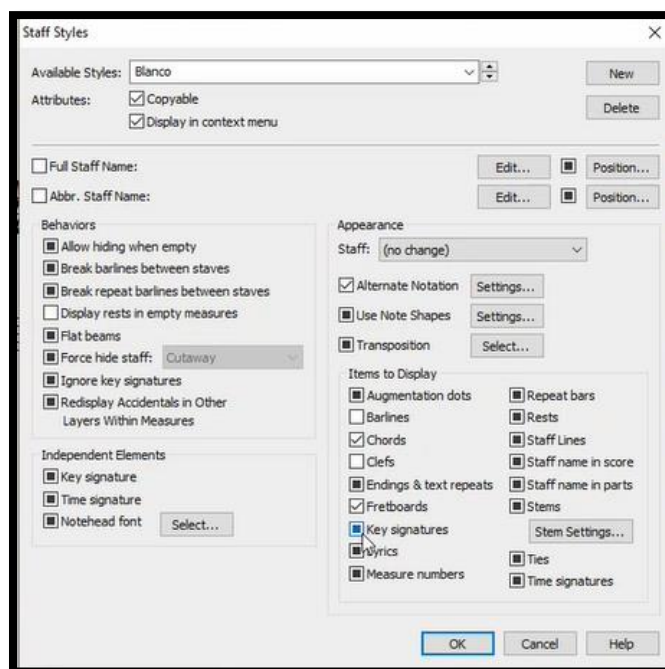 Staff Styles
Available Styles: Blanco
New
Attributes: Copyable
Delete
Display in context menu
Full Staff Name: Edit... Position...
Abbr. Staff Name: Edit... Position...
Behaviors
Allow hiding when empty
Break barlines between staves
Break repeat barlines between staves
Display rests in empty measures
Flat beams
Force hide staff: Cutaway
Ignore key signatures
Redisplay Accidentals in Other
Layers Within Measures
Independent Elements
Key signature
Time signature
Notehead font Select...
Appearance
Staff: (no change)
Alternate Notation Settings...
Use Note Shapes Settings...
Transposition Select...
Items to Display
Augmentation dots
Barlines
Chords
Clefs
Endings & text repeats
Fretboards
Key signatures
Lyrics
Measure numbers
Repeat bars
Rests
Staff Lines
Staff name in score
Staff name in parts
Stems
Stem Settings...
Ties
Time signatures
OK Cancel Help